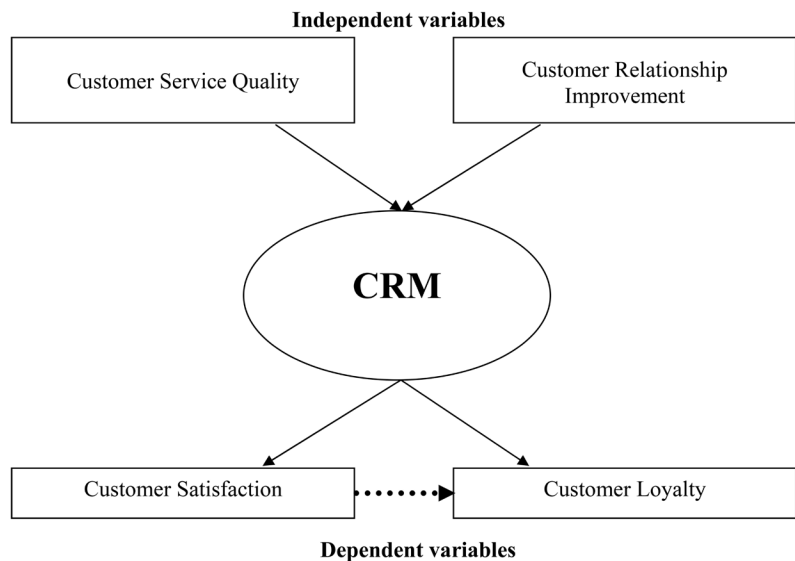 Independent variables
Customer Service Quality
Customer Relationship
Improvement
CRM
Customer Satisfaction
Customer Loyalty
Dependent variables